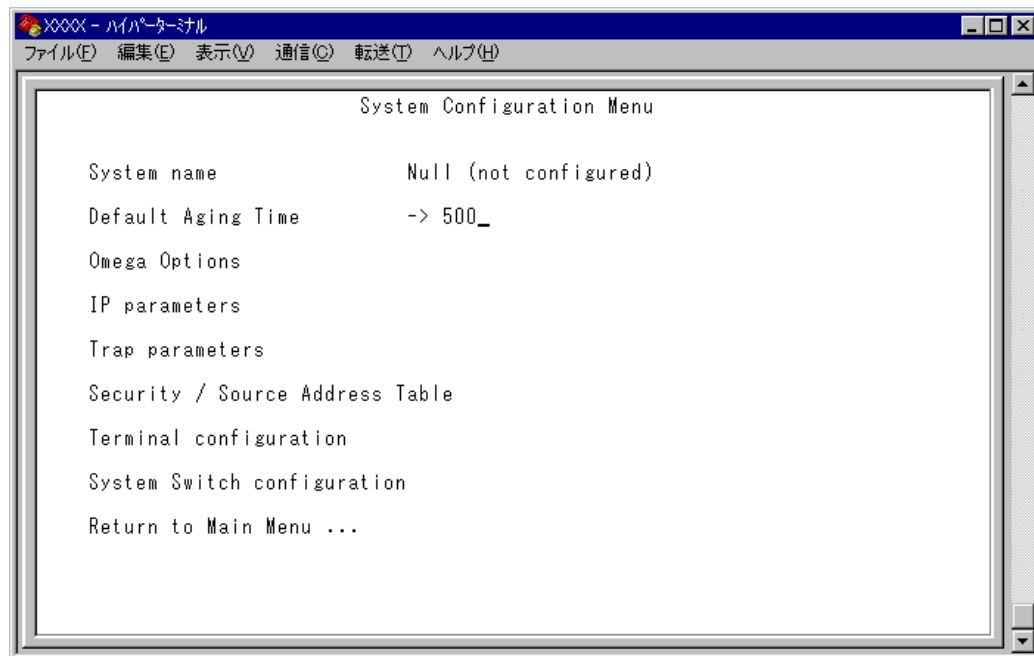 XXXX - ハイパーターミナル
ファイル(F) 編集(E) 表示(V) 通信(C) 転送(T) ヘルプ(H)
System Configuration Menu
System name Null (not configured)
Default Aging Time -> 500_
Omega Options
IP parameters
Trap parameters
Security / Source Address Table
Terminal configuration
System Switch configuration
Return to Main Menu ...